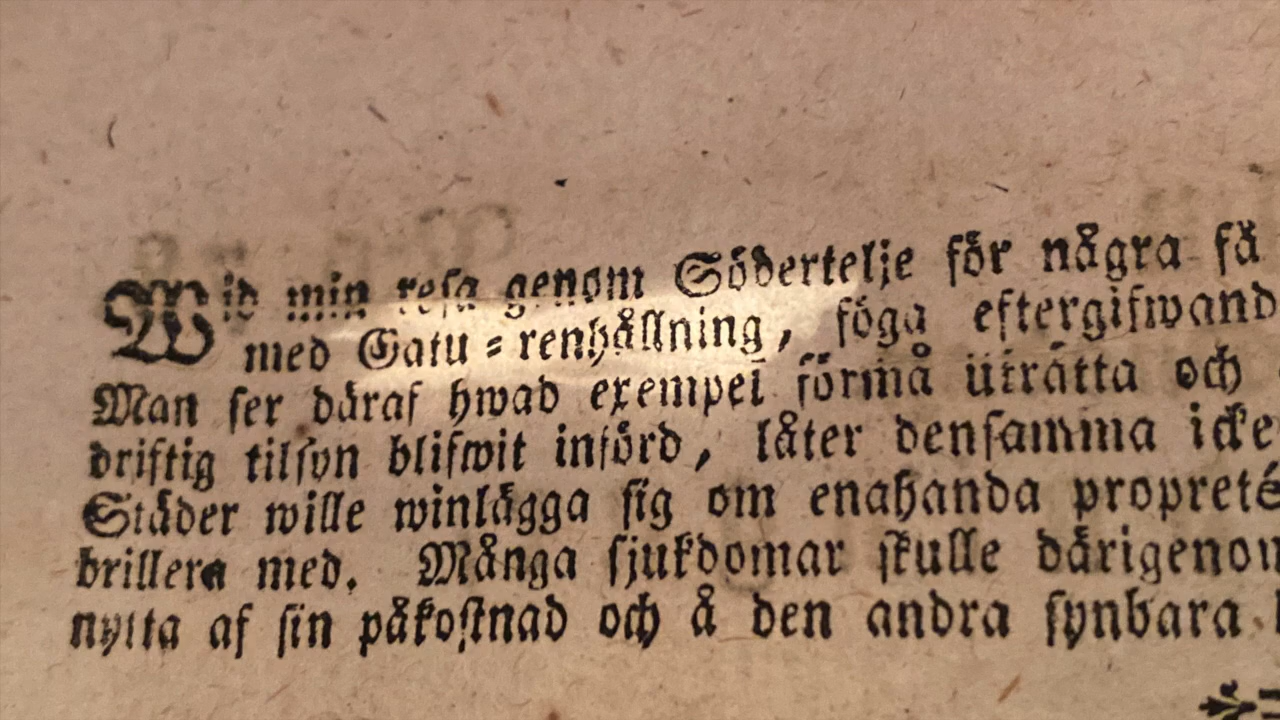 Wid min resa genom Södertelje för några få
med Gatu-renhållning, föga eftergifwand
Man ser däraf hwad exempel förmå uträtta och
driftig tilsyn blifwit införd, låter densamma icke
Städer wille winlägga sig om enahanda propreté
brillera med. Många sjukdomar skulle därigenom
nytta af sin påkostnad och å den andra synbara